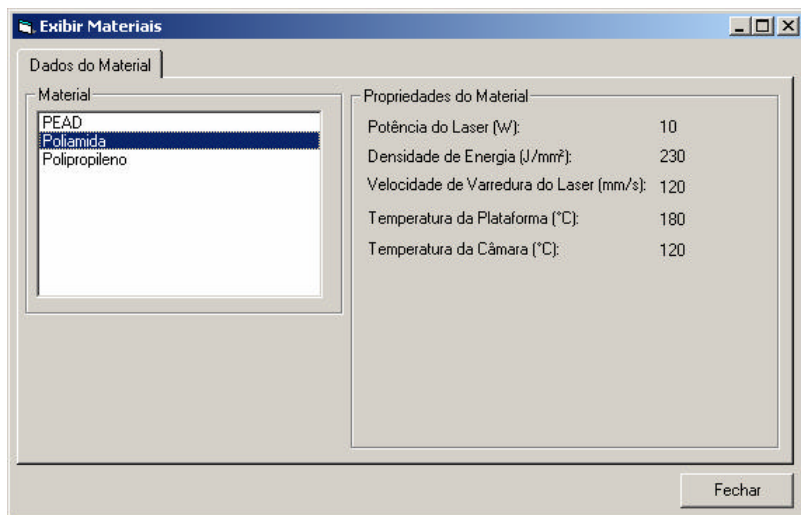 Exibir Materiais
Dados do Material
Material
PEAD
Poliamida
Polipropileno
Propriedades do Material
Potência do Laser (W): 10
Densidade de Energia (J/mm²): 230
Velocidade de Varredura do Laser (mm/s): 120
Temperatura da Plataforma (°C): 180
Temperatura da Câmara (°C): 120
Fechar